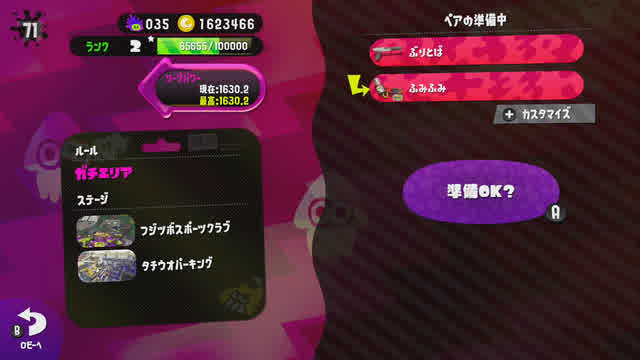 71
035
1623466
ランク 2 65655/100000
リーグパワー
現在:1630.2
最高:1630.2
ルール
ガチエリア
ステージ
フジツボスポーツクラブ
タチウオパーキング
B
ロビーへ
ペアの準備中
ぷりとぱ
ふみふみ
+ カスタマイズ
準備OK?
A